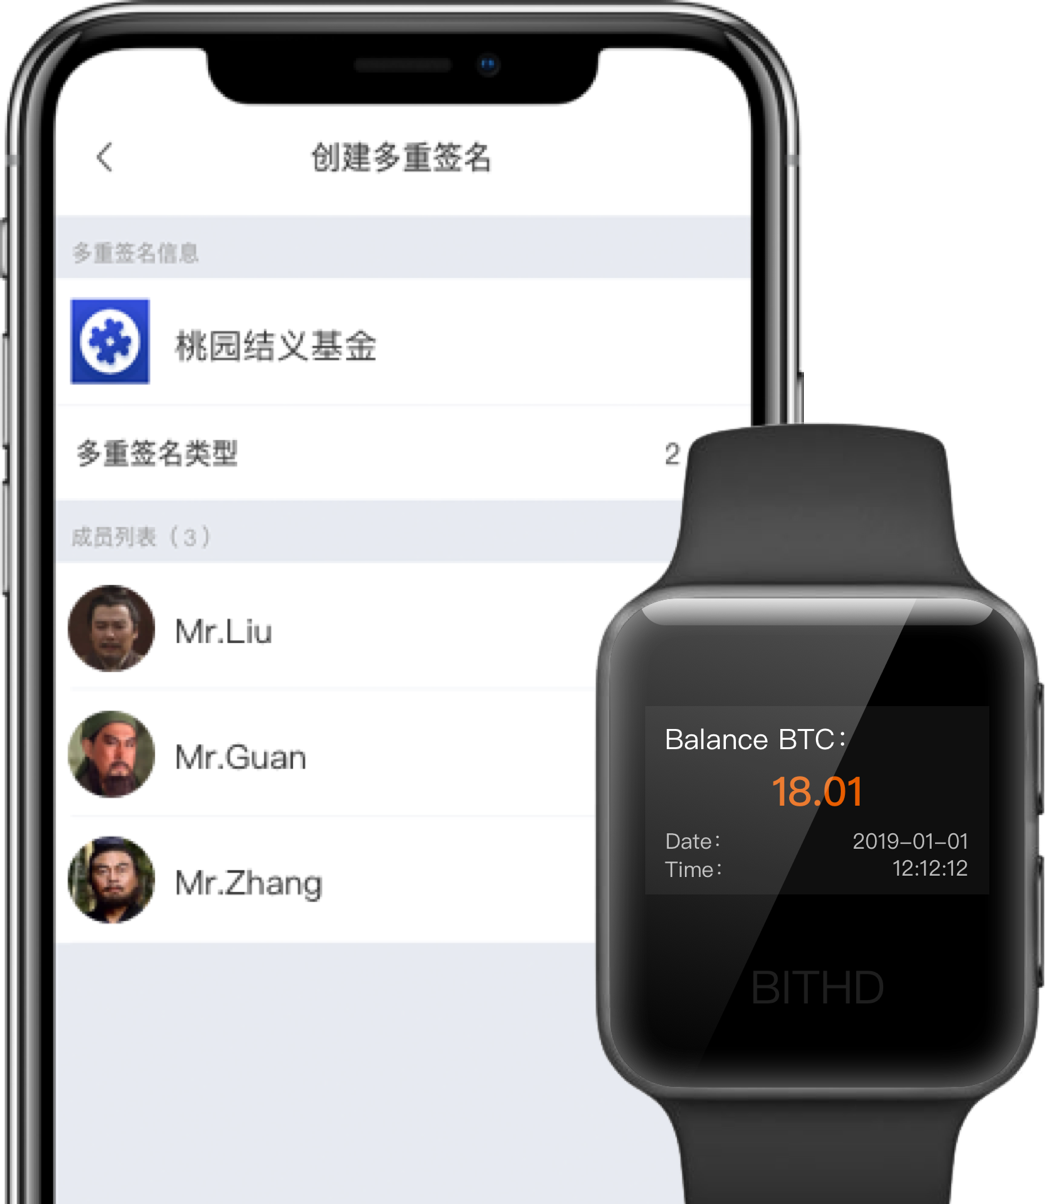 创建多重签名
多重签名信息
桃园结义基金
多重签名类型 2
成员列表（3）
Mr.Liu
Mr.Guan
Mr.Zhang
Balance BTC:
18.01
Date: 2019-01-01
Time: 12:12:12
BITHD